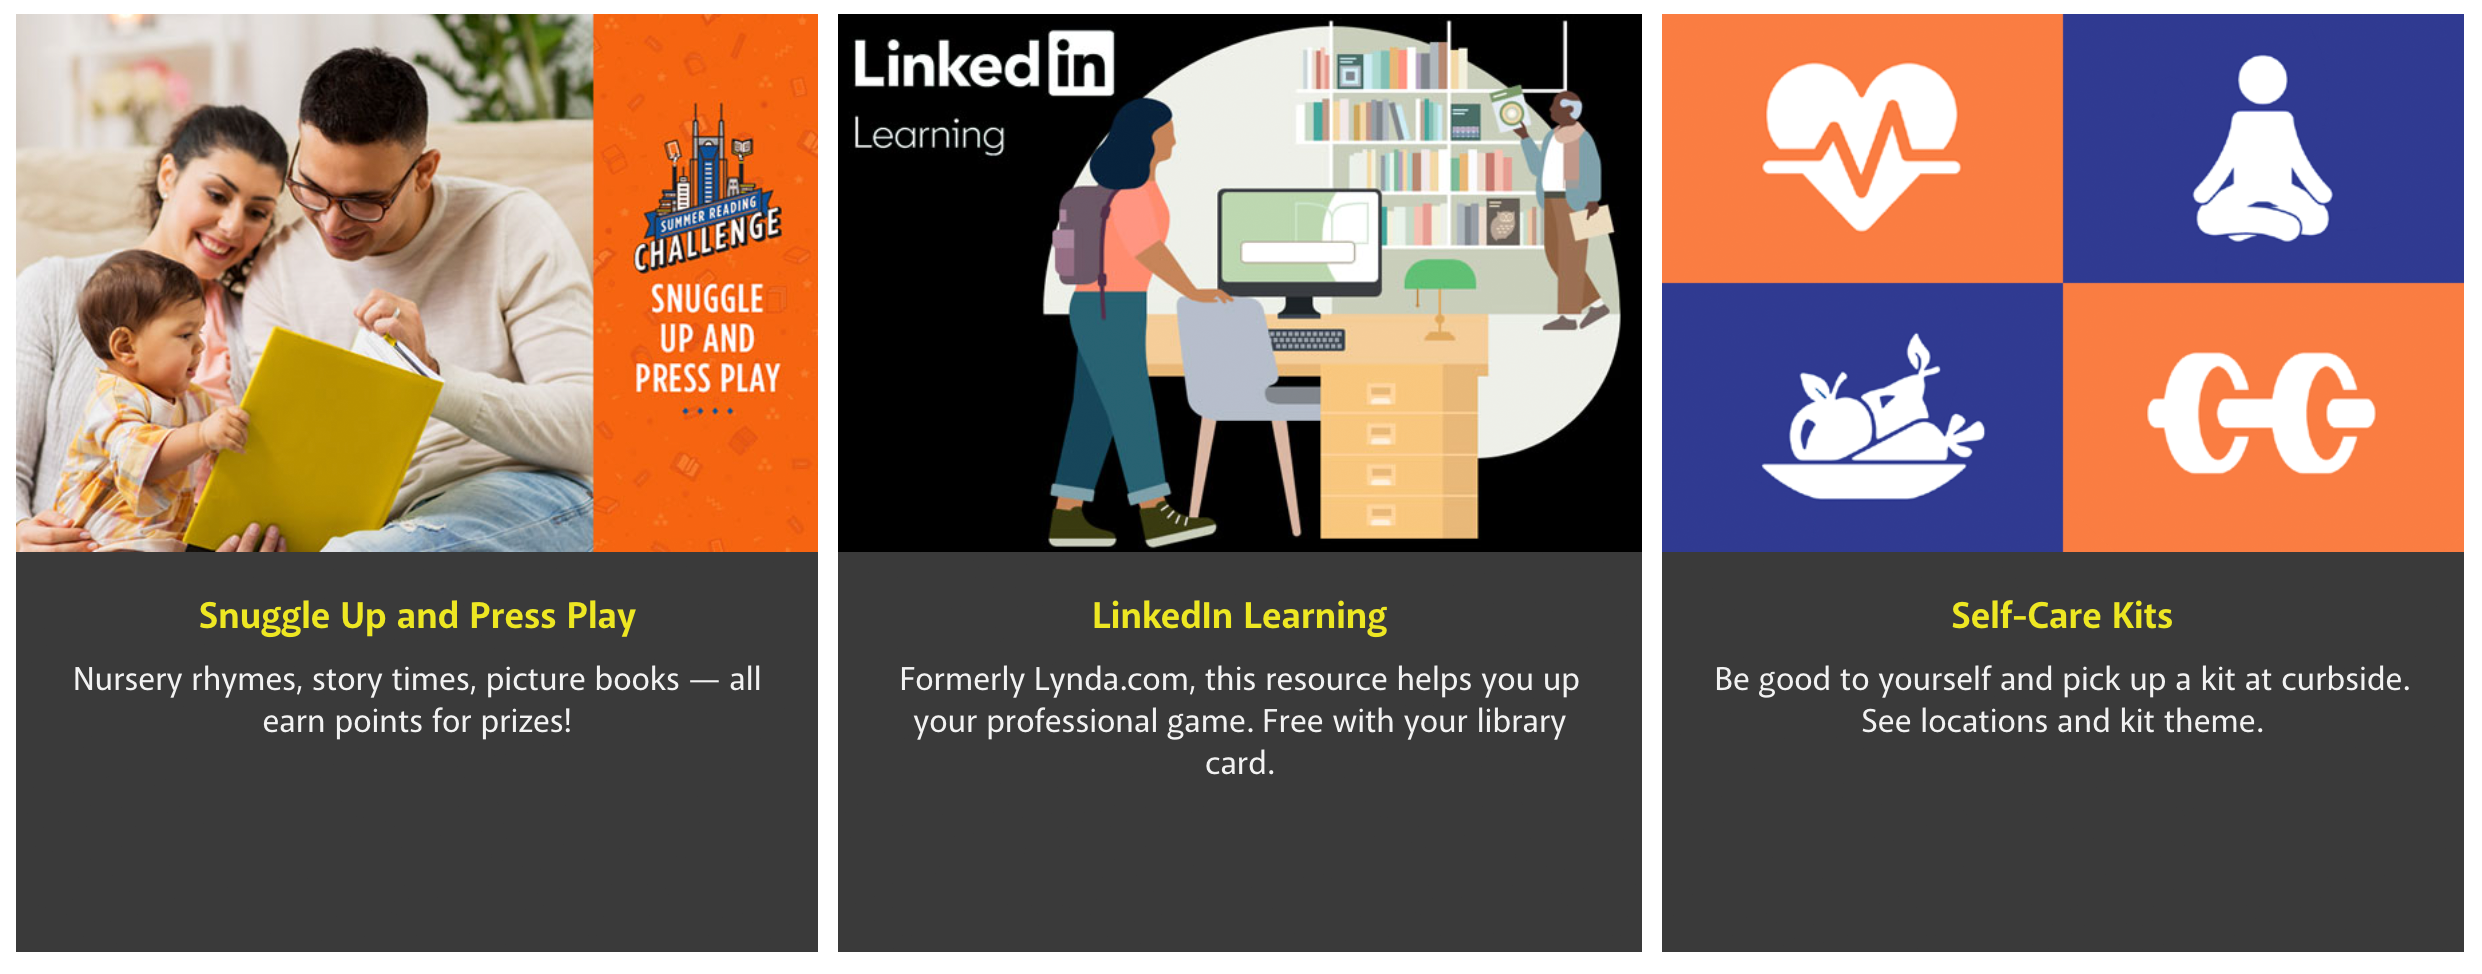 SUMMER READING
CHALLENGE
SNUGGLE
UP AND
PRESS PLAY
Snuggle Up and Press Play
Nursery rhymes, story times, picture books — all
earn points for prizes!
Linked in
Learning
LinkedIn Learning
Formerly Lynda.com, this resource helps you up
your professional game. Free with your library
card.
Self-Care Kits
Be good to yourself and pick up a kit at curbside.
See locations and kit theme.